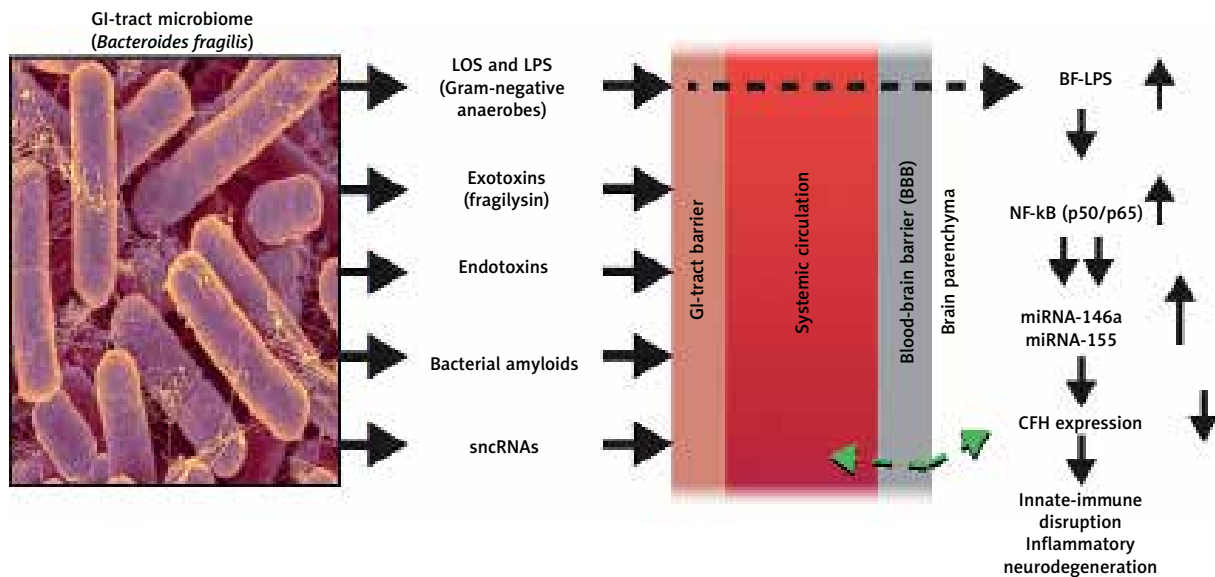 GI-tract microbiome
(Bacteroides fragilis)
LOS and LPS
(Gram-negative
anaerobes)
Exotoxins
(fragilysin)
Endotoxins
Bacterial amyloids
sncRNAs
GI-tract barrier
Systemic circulation
Blood-brain barrier (BBB)
Brain parenchyma
BF-LPS
NF-kB (p50/p65)
miRNA-146a
miRNA-155
CFH expression
Innate-immune
disruption
Inflammatory
neurodegeneration